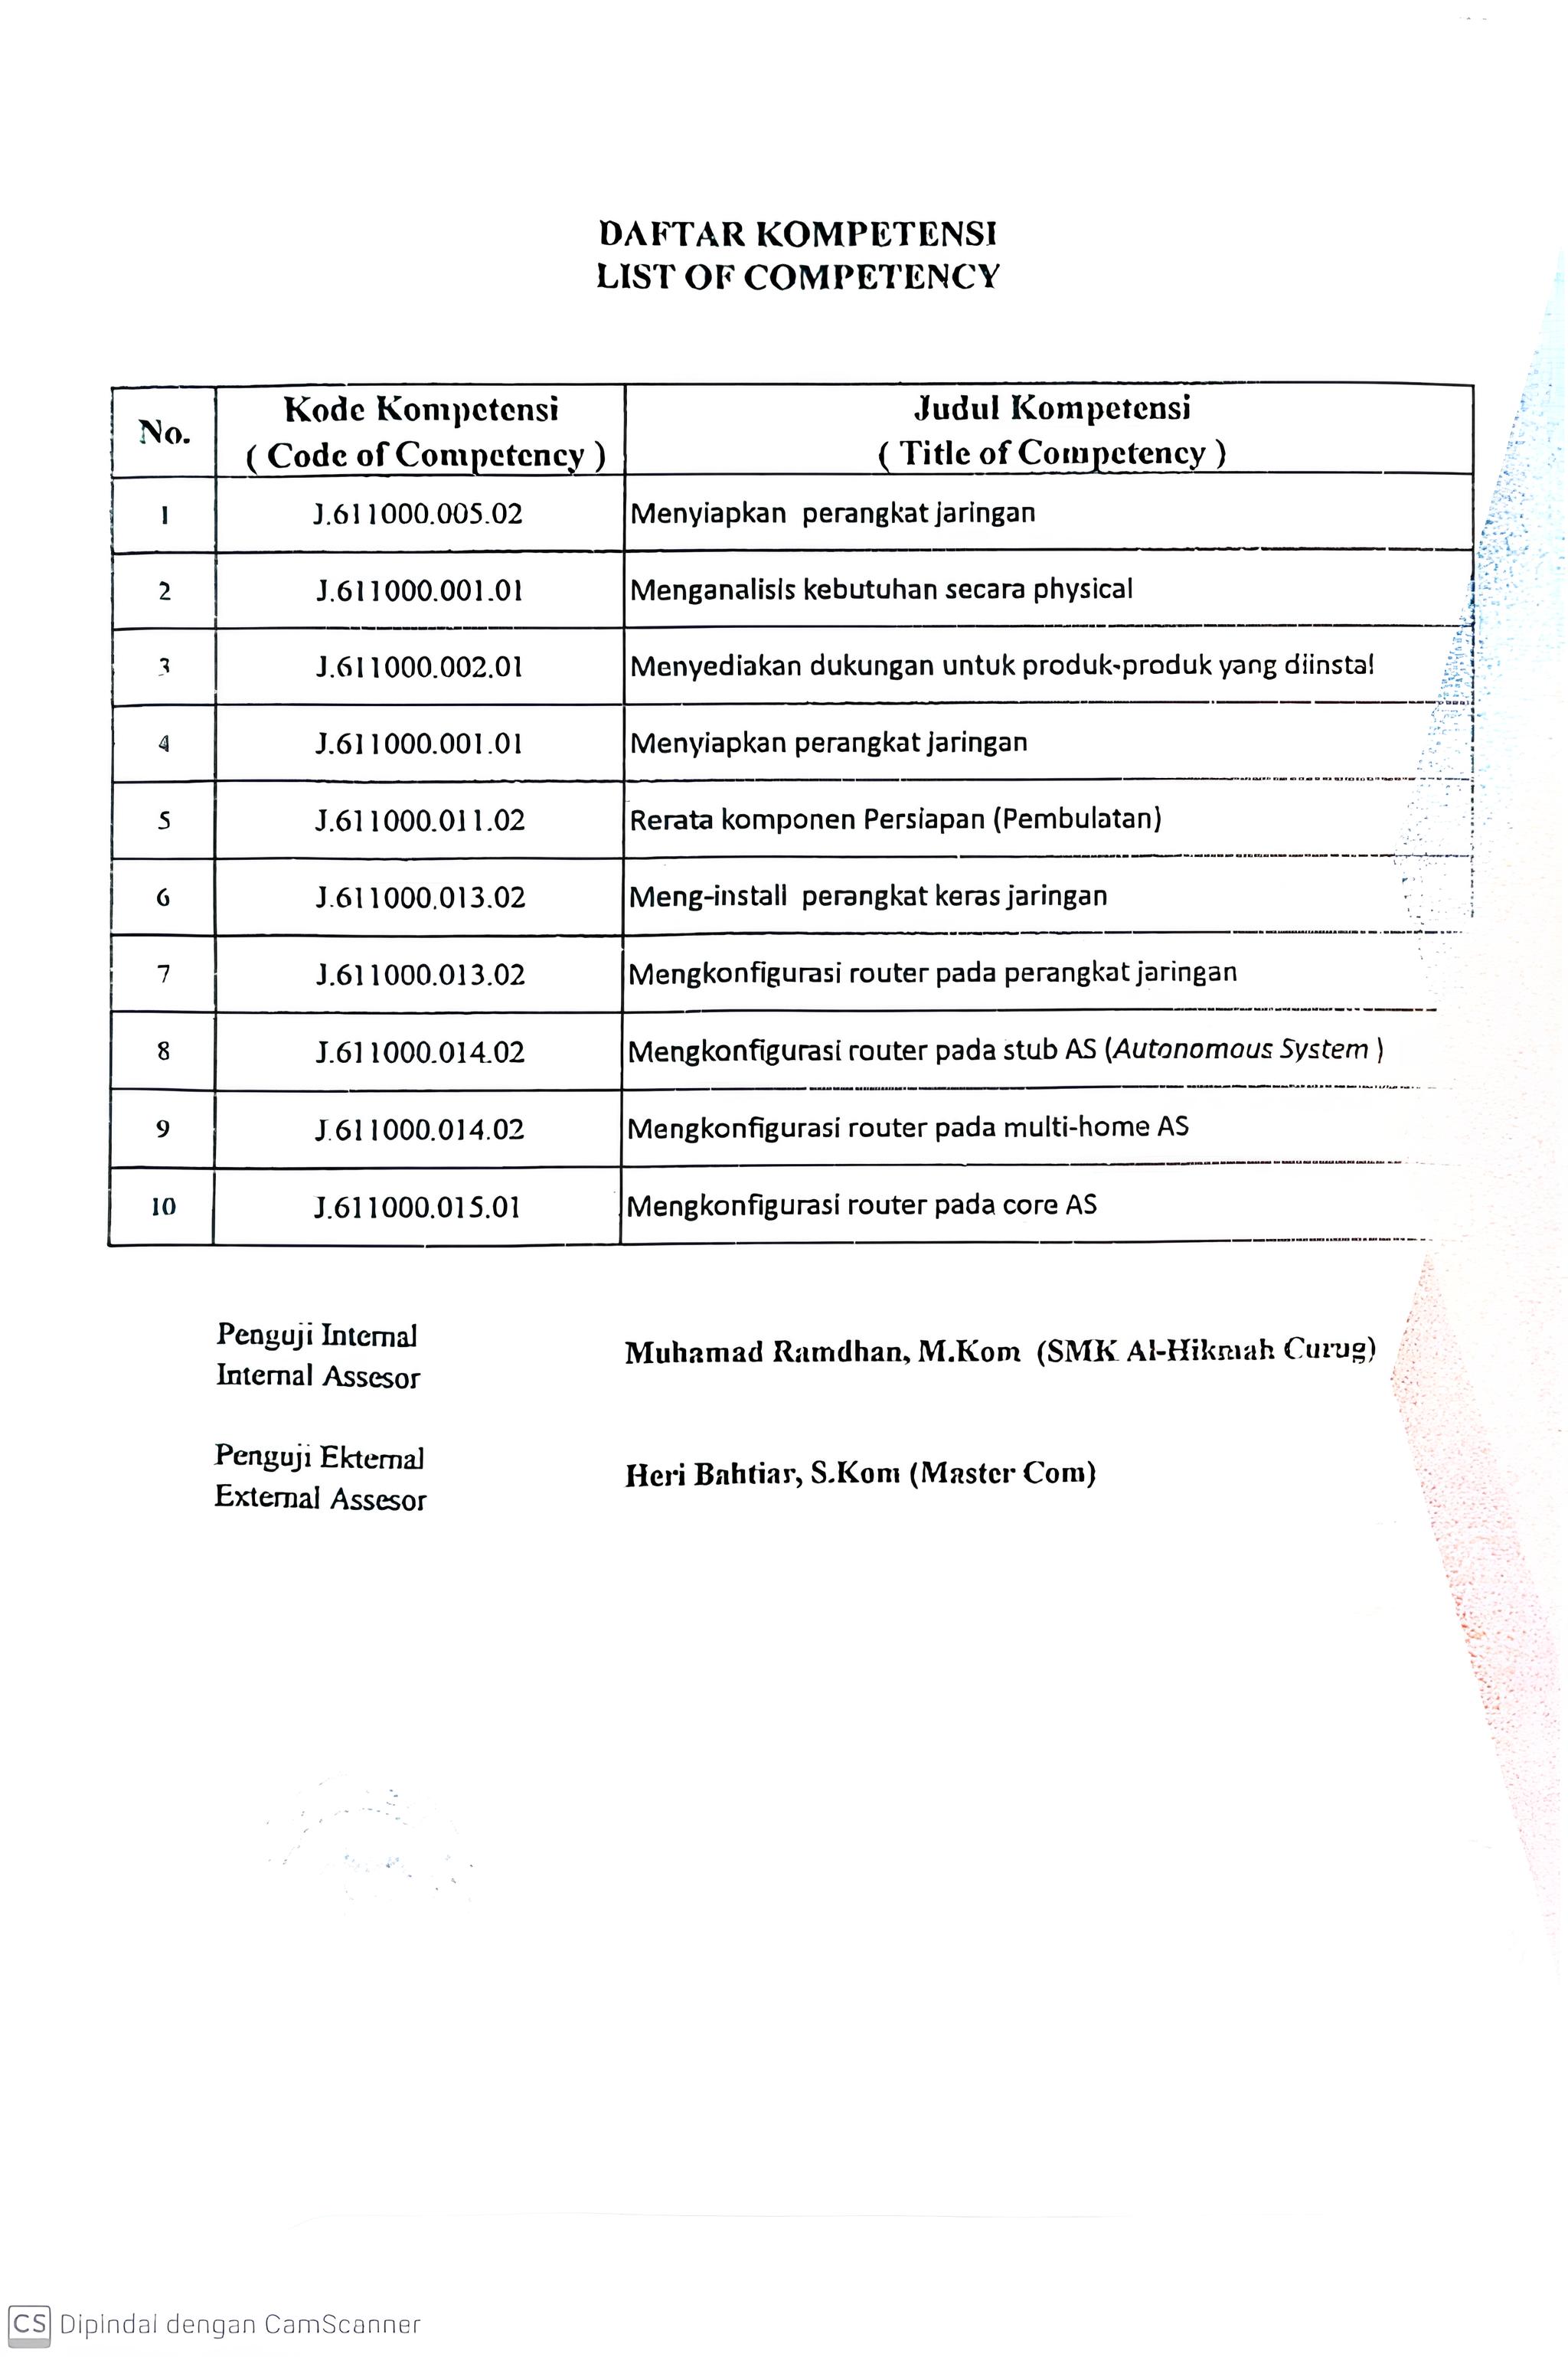 DAFTAR KOMPETENSI
LIST OF COMPETENCY
No. Kode Kompetensi Judul Kompetensi
( Code of Competency ) ( Title of Competency )
1 J.611000.005.02 Menyiapkan perangkat jaringan
2 J.611000.001.01 Menganalisis kebutuhan secara physical
3 J.611000.002.01 Menyediakan dukungan untuk produk-produk yang diinstal
4 J.611000.001.01 Menyiapkan perangkat jaringan
5 J.611000.011.02 Rerata komponen Persiapan (Pembulatan)
6 J.611000.013.02 Meng-install perangkat keras jaringan
7 J.611000.013.02 Mengkonfigurasi router pada perangkat jaringan
8 J.611000.014.02 Mengkonfigurasi router pada stub AS (Autonomous System )
9 J.611000.014.02 Mengkonfigurasi router pada multi-home AS
10 J.611000.015.01 Mengkonfigurasi router pada core AS
Penguji Internal
Internal Assesor
Muhamad Ramdhan, M.Kom (SMK Al-Hikmah Curug)
Penguji Ekternal
External Assesor
Heri Bahtiar, S.Kom (Master Com)
CS Dipindai dengan CamScanner